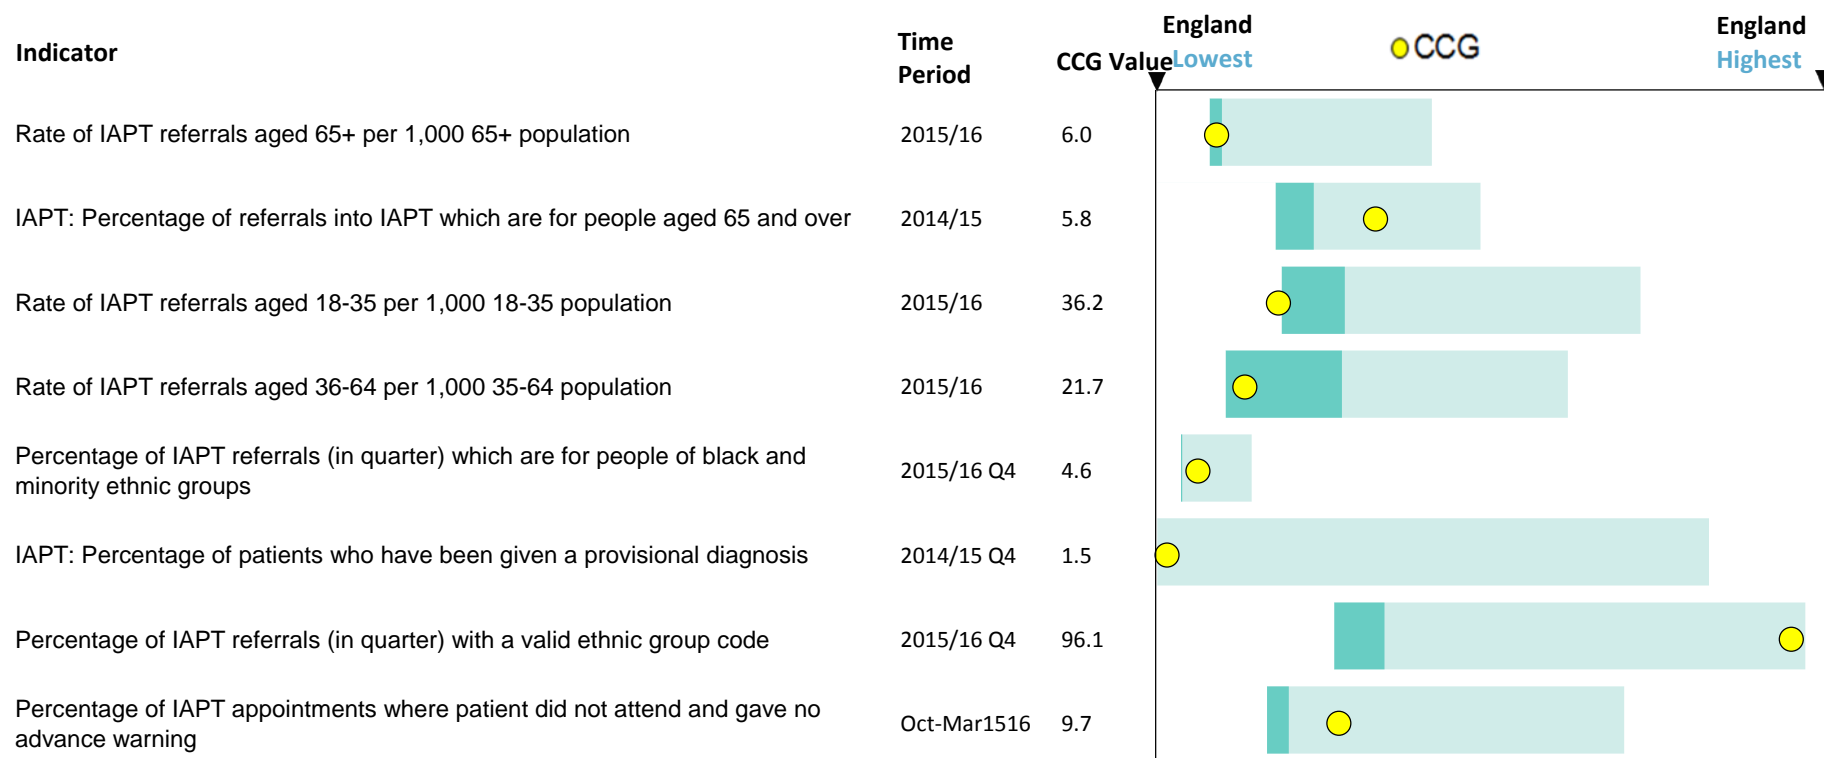 Indicator
Time
Period
CCG Value
England
Lowest
CCG
England
Highest
Rate of IAPT referrals aged 65+ per 1,000 65+ population 2015/16 6.0
IAPT: Percentage of referrals into IAPT which are for people aged 65 and over 2014/15 5.8
Rate of IAPT referrals aged 18-35 per 1,000 18-35 population 2015/16 36.2
Rate of IAPT referrals aged 36-64 per 1,000 35-64 population 2015/16 21.7
Percentage of IAPT referrals (in quarter) which are for people of black and
minority ethnic groups
2015/16 Q4 4.6
IAPT: Percentage of patients who have been given a provisional diagnosis 2014/15 Q4 1.5
Percentage of IAPT referrals (in quarter) with a valid ethnic group code 2015/16 Q4 96.1
Percentage of IAPT appointments where patient did not attend and gave no
advance warning
Oct-Mar1516 9.7